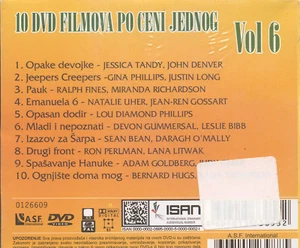 10 DVD FILMOVA PO CENI JEDNOG
Vol 6
1. Opake devojke - JESSICA TANDY, JOHN DENVER
2. Jeepers Creepers -GINA PHILLIPS, JUSTIN LONG
3. Pauk - RALPH FINES, MIRANDA RICHARDSON
4. Emanuela 6 - NATALIE UHER, JEAN-REN GOSSART
5. Opasan dodir - LOU DIAMOND PHILLIPS
6. Mladi i nepoznati - DEVON GUMMERSAL, LESLIE BIBB
7. Izazov za Šarpa - SEAN BEAN, DARAGH O'MALLY
8. Drugi front - RON PERLMAN, LANA LITWAK
9. Spašavanje Hanuke - ADAM GOLDBERG,
10. Ognjište doma mog - BERNARD HUGS,
0126609
ASF
DVD
VIDEO
ISAN
UPOZORENJE:
A.S.F. International